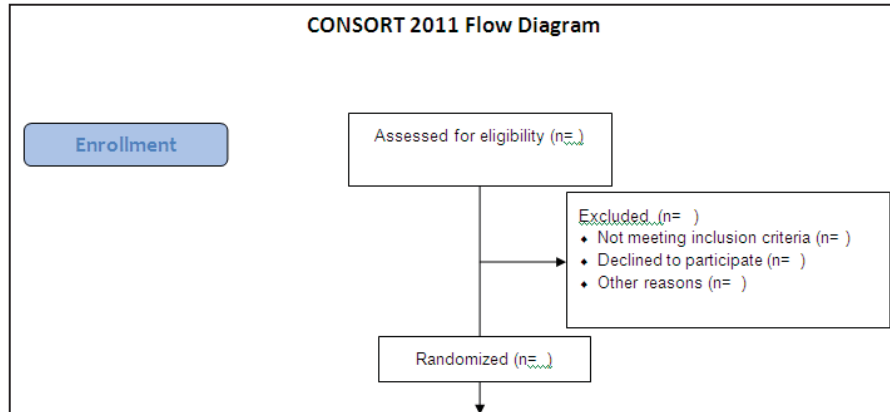 CONSORT 2011 Flow Diagram
Enrollment
Assessed for eligibility (n= )
Excluded (n= )
⬥ Not meeting inclusion criteria (n= )
⬥ Declined to participate (n= )
⬥ Other reasons (n= )
Randomized (n= )